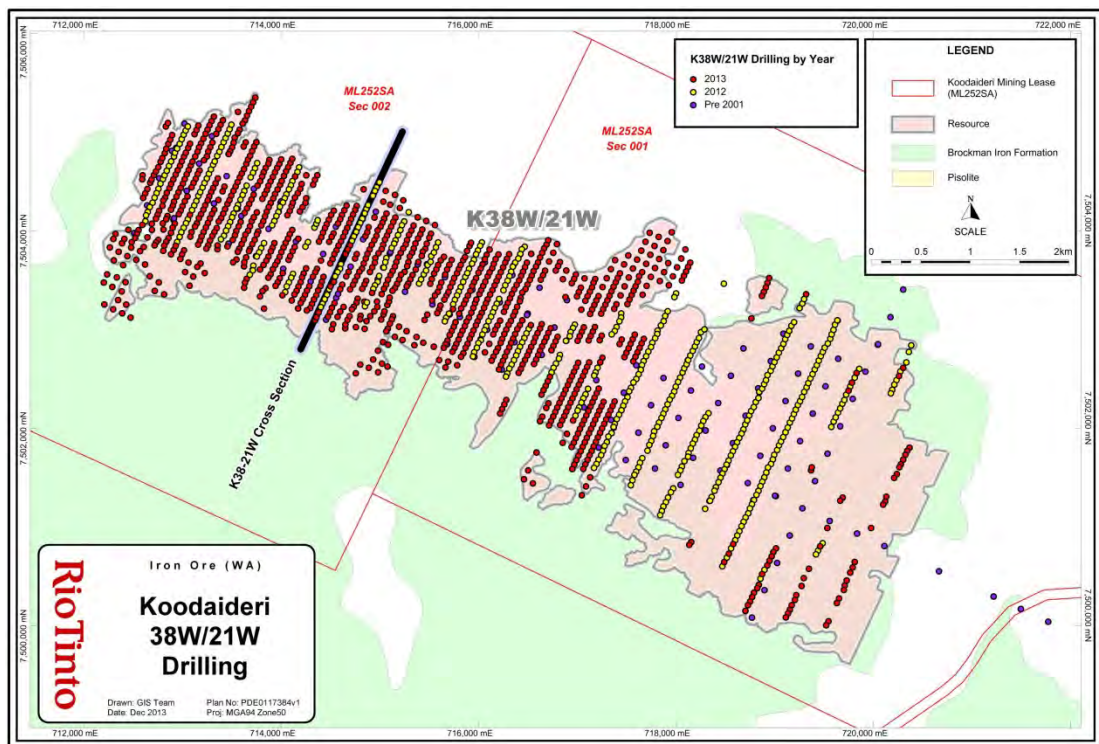 712,000 mE
714,000 mE
716,000 mE
718,000 mE
720,000 mE
722,000 mE
7,506,000 mN
7,504,000 mN
7,502,000 mN
7,500,000 mN
K38W/21W Drilling by Year
2013
2012
Pre 2001
LEGEND
Koodaideri Mining Lease
(ML252SA)
Resource
Brockman Iron Formation
Pisolite
N
SCALE
0 0.5 1 1.5 2km
ML252SA
Sec 002
ML252SA
Sec 001
K38W/21W
K38-21W Cross Section
7,504,000 mN
7,502,000 mN
7,500,000 mN
RioTinto
Iron Ore (WA)
Koodaideri
38W/21W
Drilling
Drawn: GIS Team
Plan No: PDE0117384v1
Date: Dec 2013
Proj: MGA94 Zone50
712,000 mE
714,000 mE
716,000 mE
718,000 mE
720,000 mE
722,000 mE